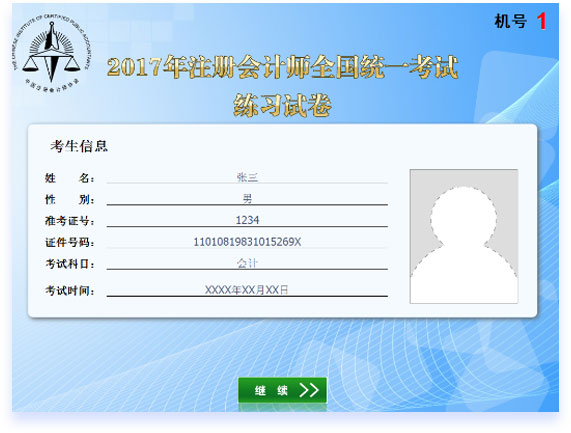 机号 1
THE CHINESE INSTITUTE OF CERTIFIED PUBLIC ACCOUNTANTS
中国注册会计师协会
2017年注册会计师全国统一考试
练习试卷
考生信息
姓 名： 张三
性 别： 男
准考证号： 1234
证件号码： 11010819831015269X
考试科目： 会计
考试时间： XXXX年XX月XX日
继 续 >>